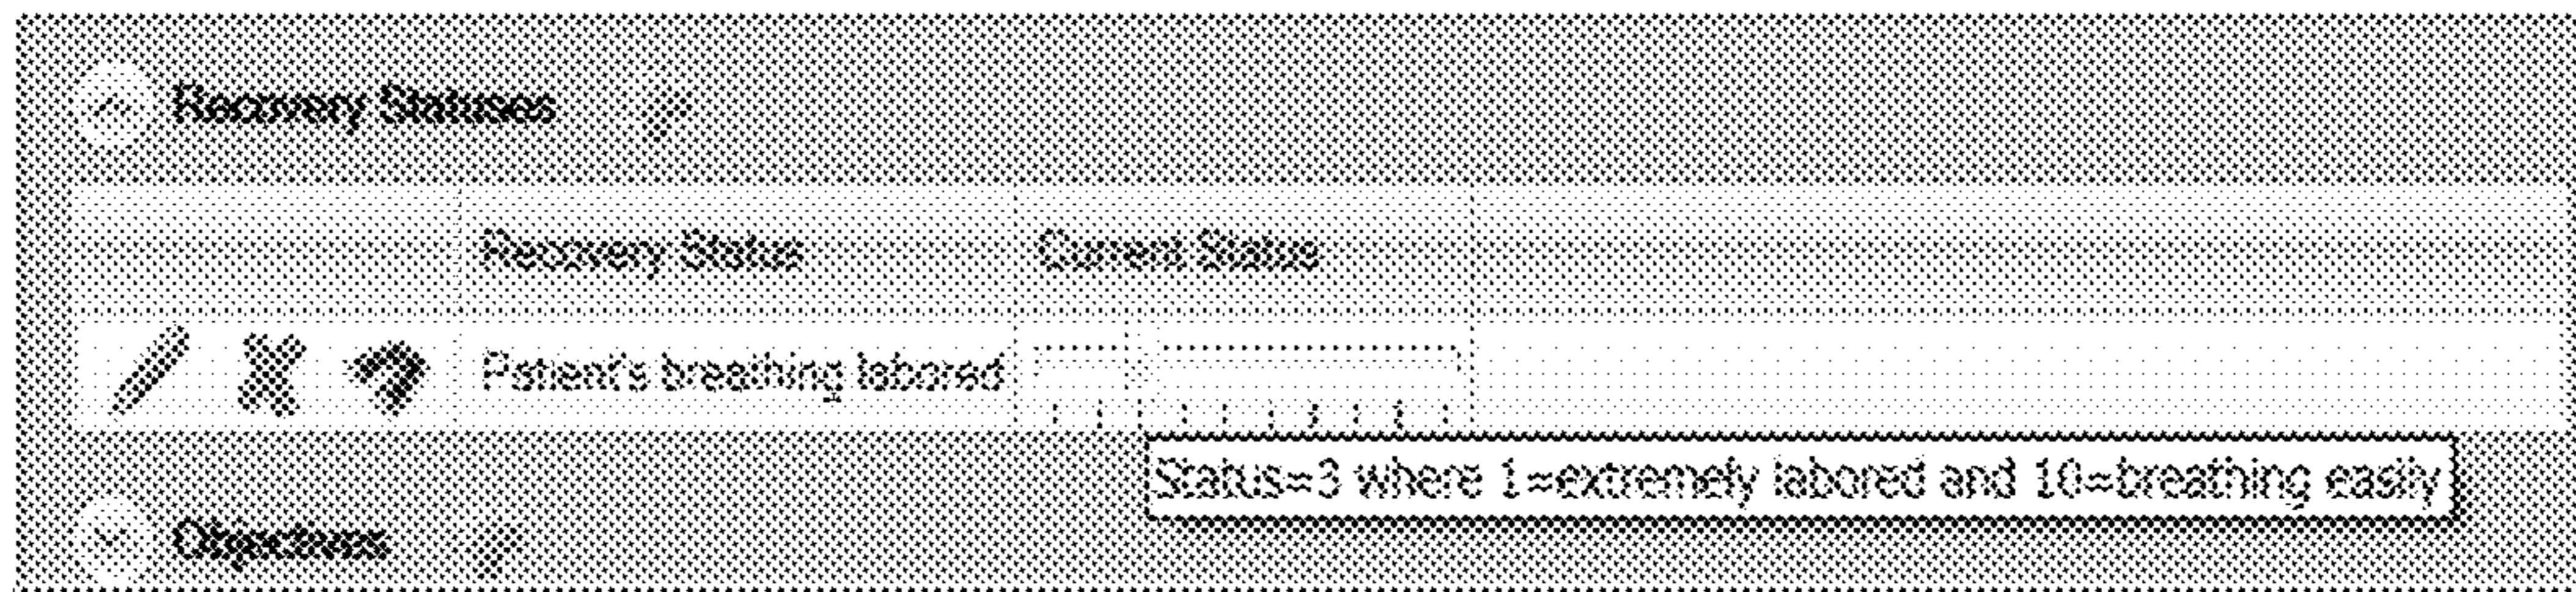 Recovery Statuses
Recovery Status Current Status
Patient's breathing labored
Status=3 where 1=extremely labored and 10=breathing easily
Objectives